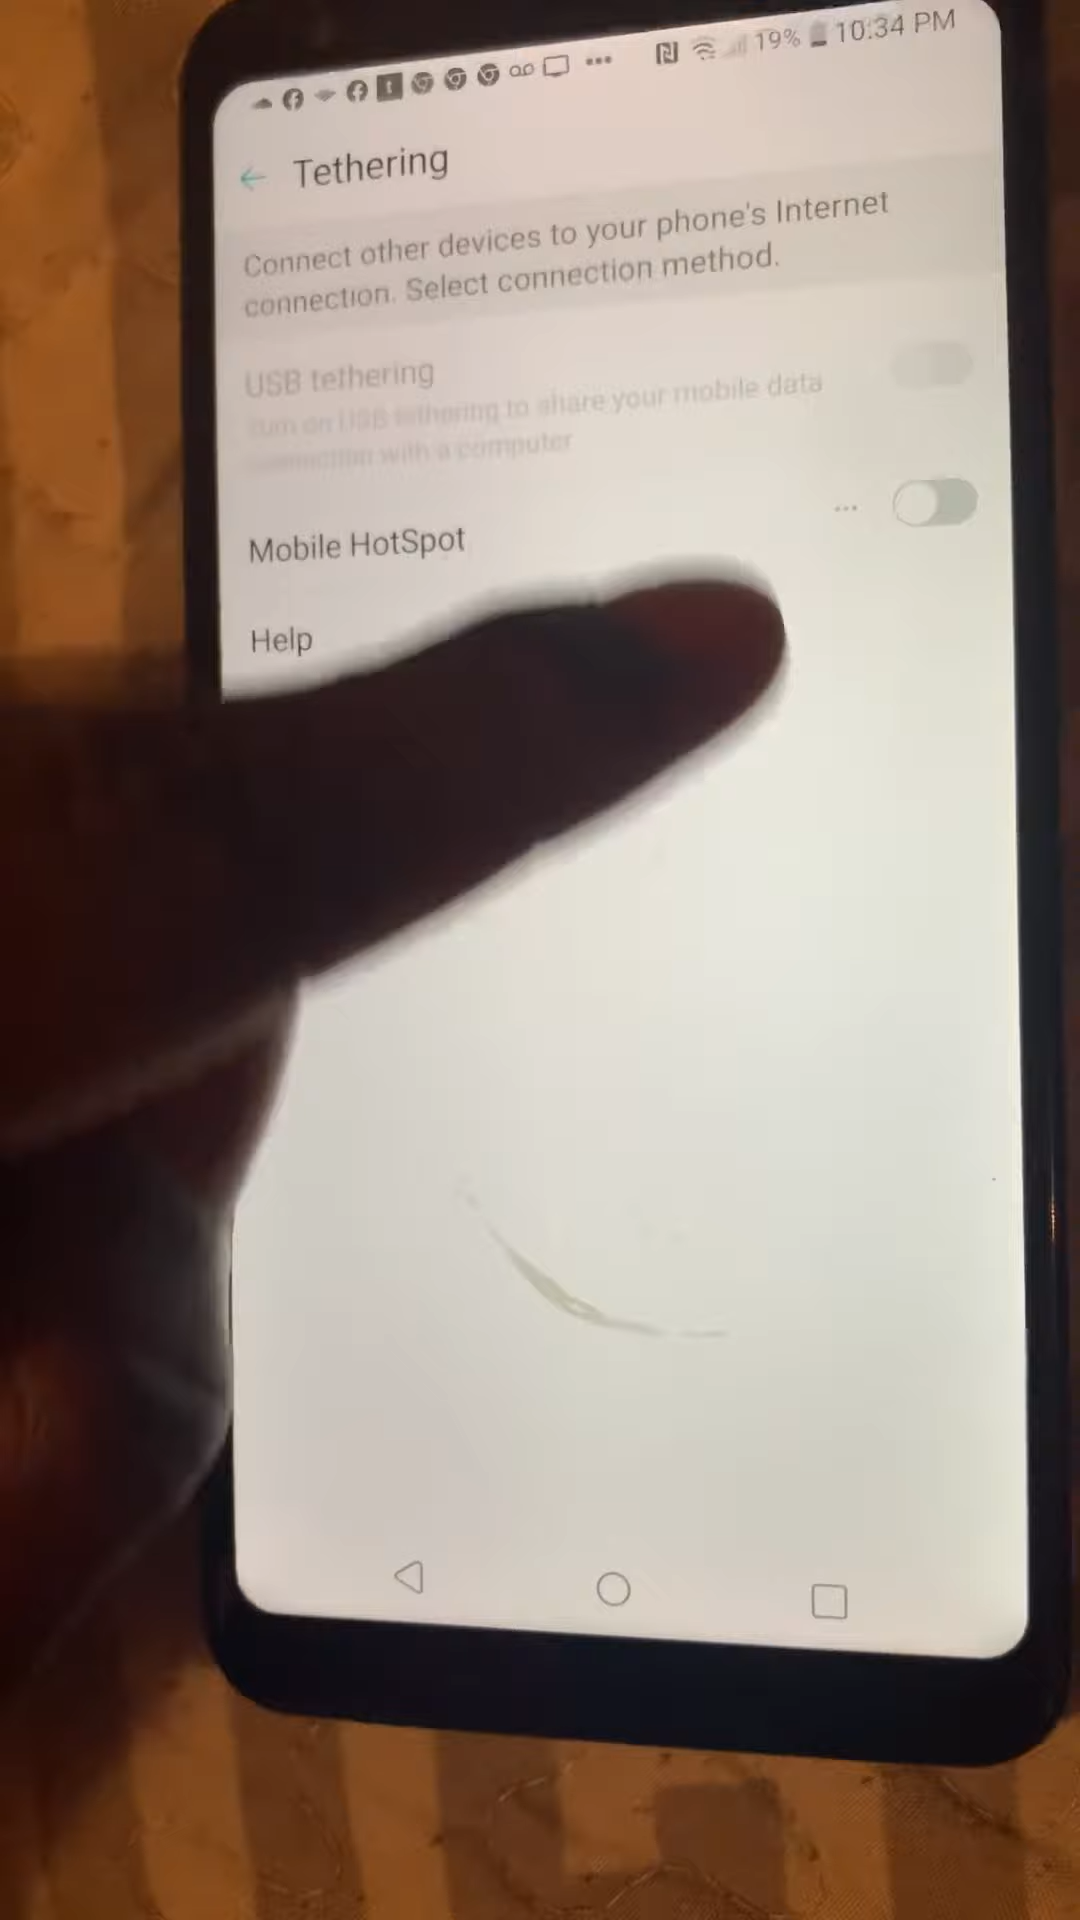 19% 10:34 PM
Tethering
Connect other devices to your phone's Internet
connection. Select connection method.
USB tethering
Turn on USB tethering to share your mobile data
connection with a computer
Mobile HotSpot
Help